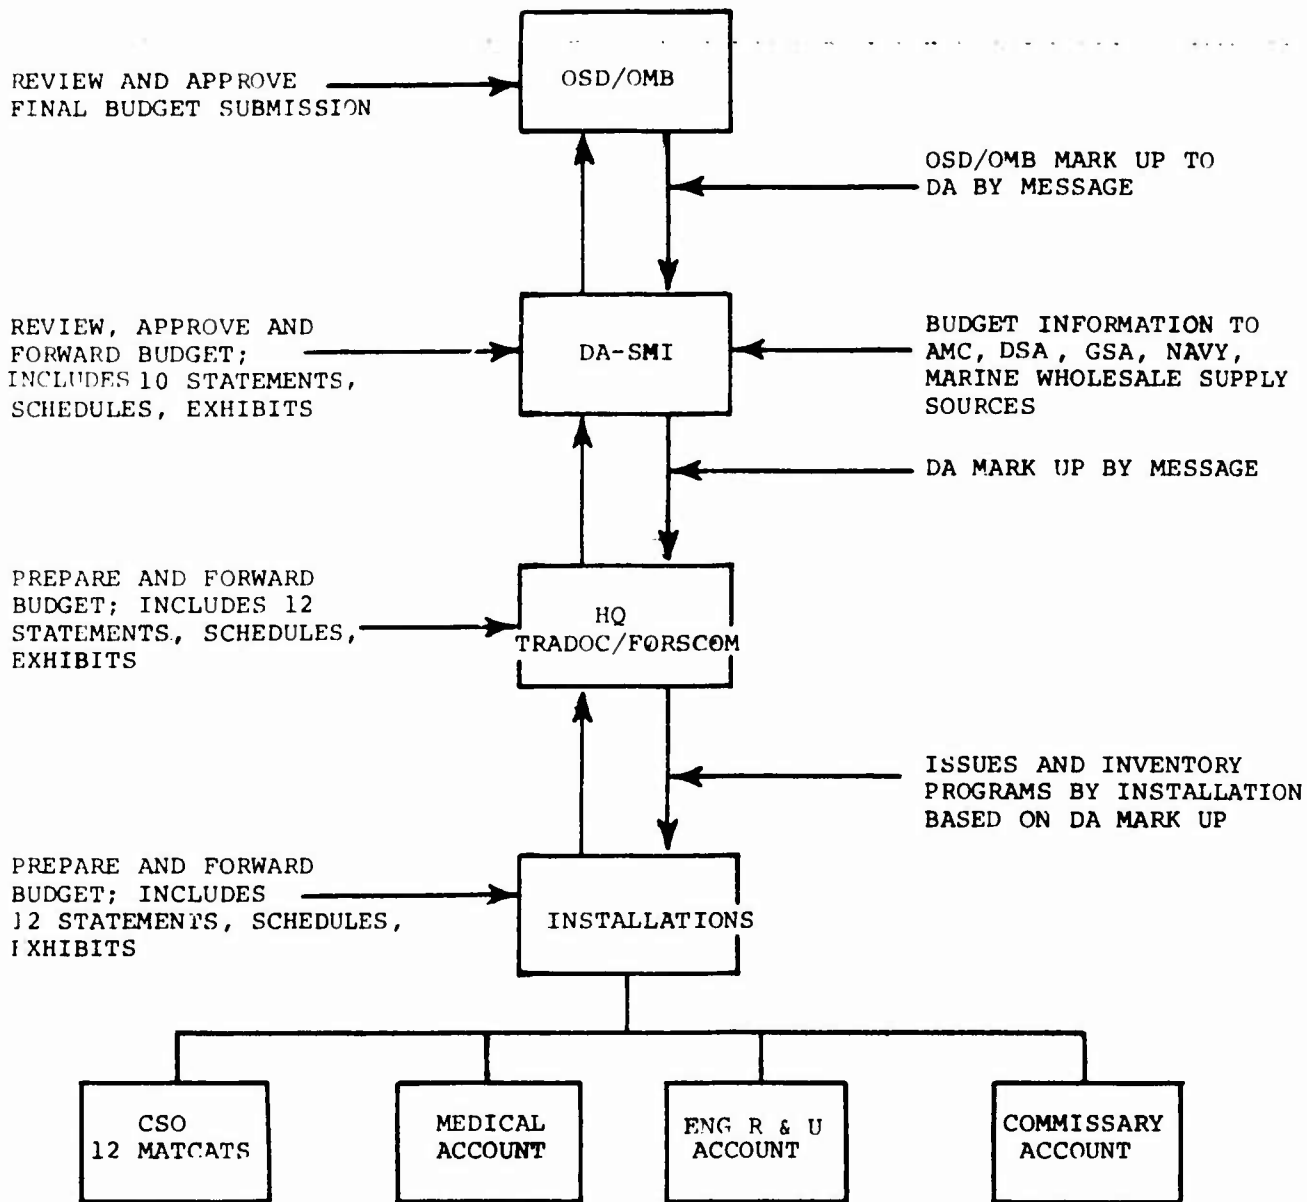 REVIEW AND APPROVE
FINAL BUDGET SUBMISSION
OSD/OMB
OSD/OMB MARK UP TO
DA BY MESSAGE
REVIEW, APPROVE AND
FORWARD BUDGET;
INCLUDES 10 STATEMENTS,
SCHEDULES, EXHIBITS
DA-SMI
BUDGET INFORMATION TO
AMC, DSA, GSA, NAVY,
MARINE WHOLESALE SUPPLY
SOURCES
DA MARK UP BY MESSAGE
PREPARE AND FORWARD
BUDGET; INCLUDES 12
STATEMENTS, SCHEDULES,
EXHIBITS
HQ
TRADOC/FORSCOM
ISSUES AND INVENTORY
PROGRAMS BY INSTALLATION
BASED ON DA MARK UP
PREPARE AND FORWARD
BUDGET; INCLUDES
12 STATEMENTS, SCHEDULES,
EXHIBITS
INSTALLATIONS
CSO
12 MATCATS
MEDICAL
ACCOUNT
ENG R & U
ACCOUNT
COMMISSARY
ACCOUNT